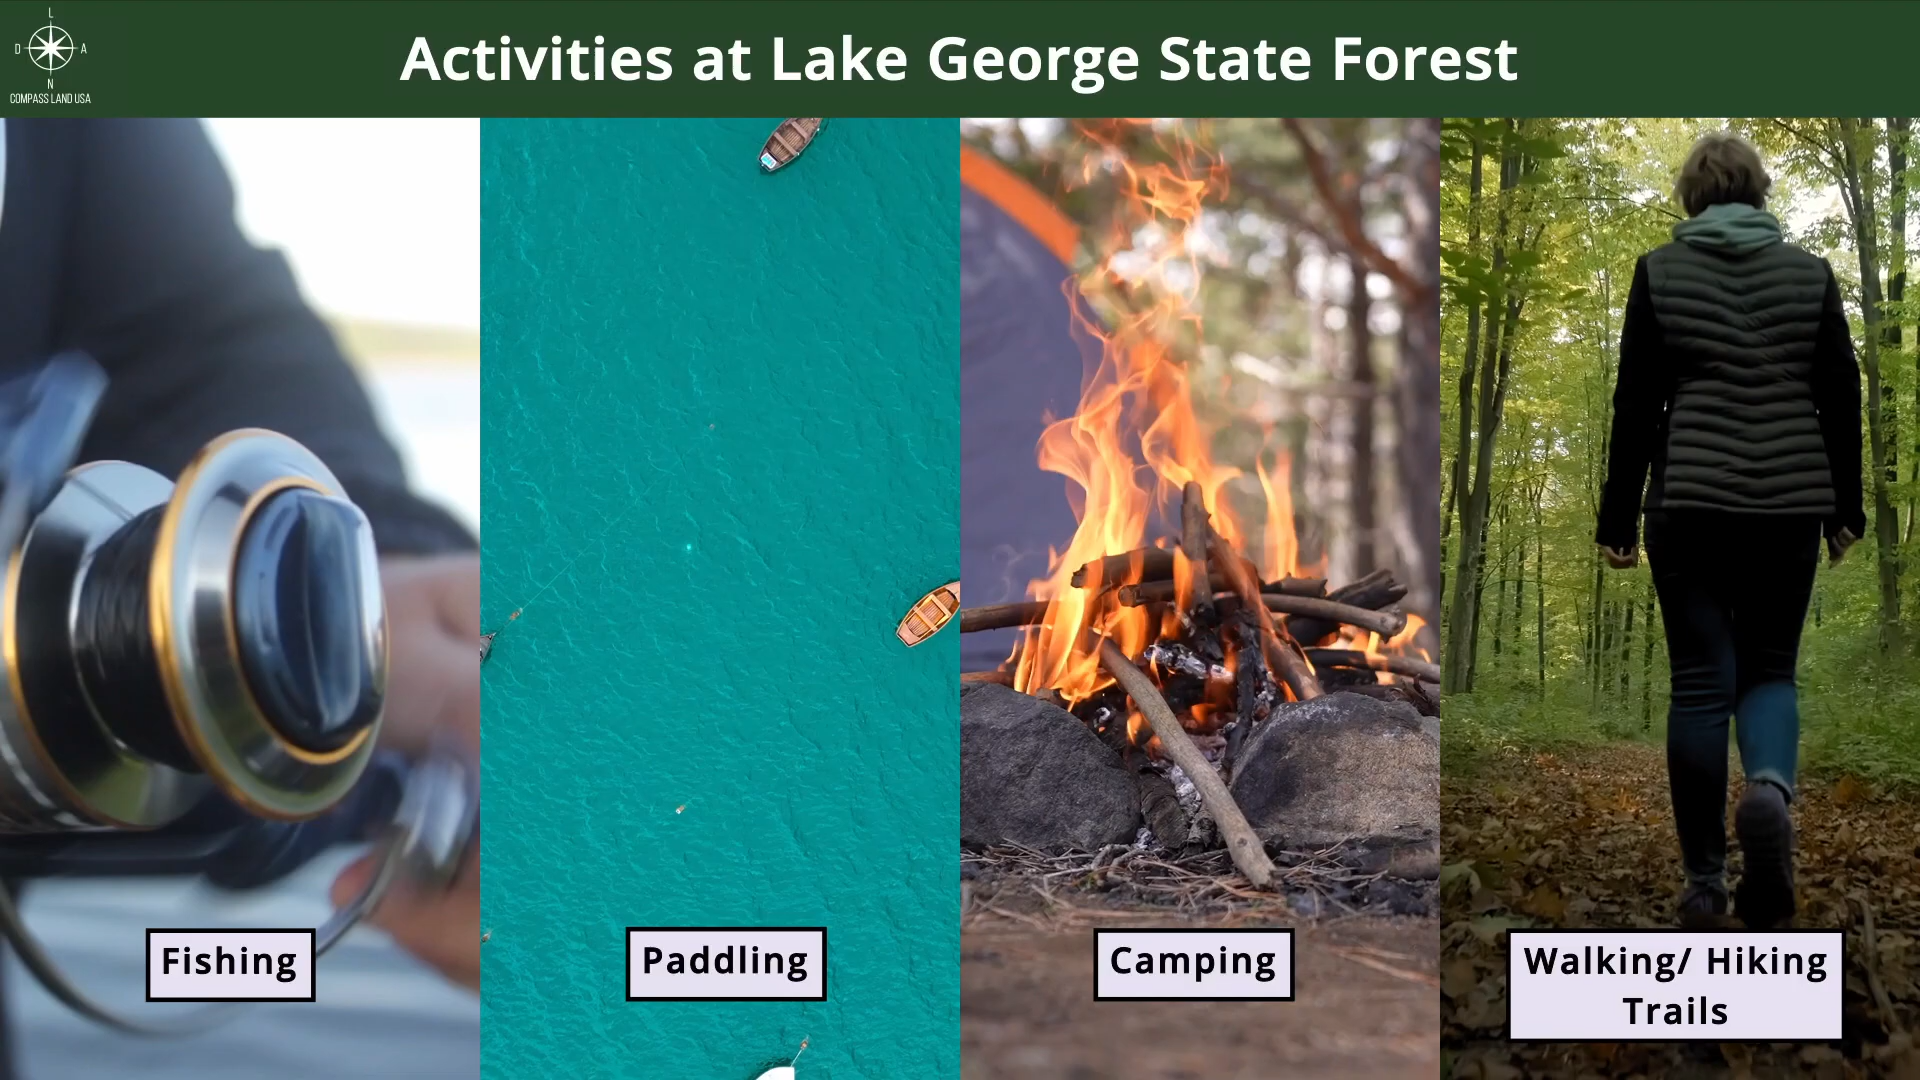 L
D A
N
COMPASS LAND USA
Activities at Lake George State Forest
Fishing
Paddling
Camping
Walking/ Hiking
Trails